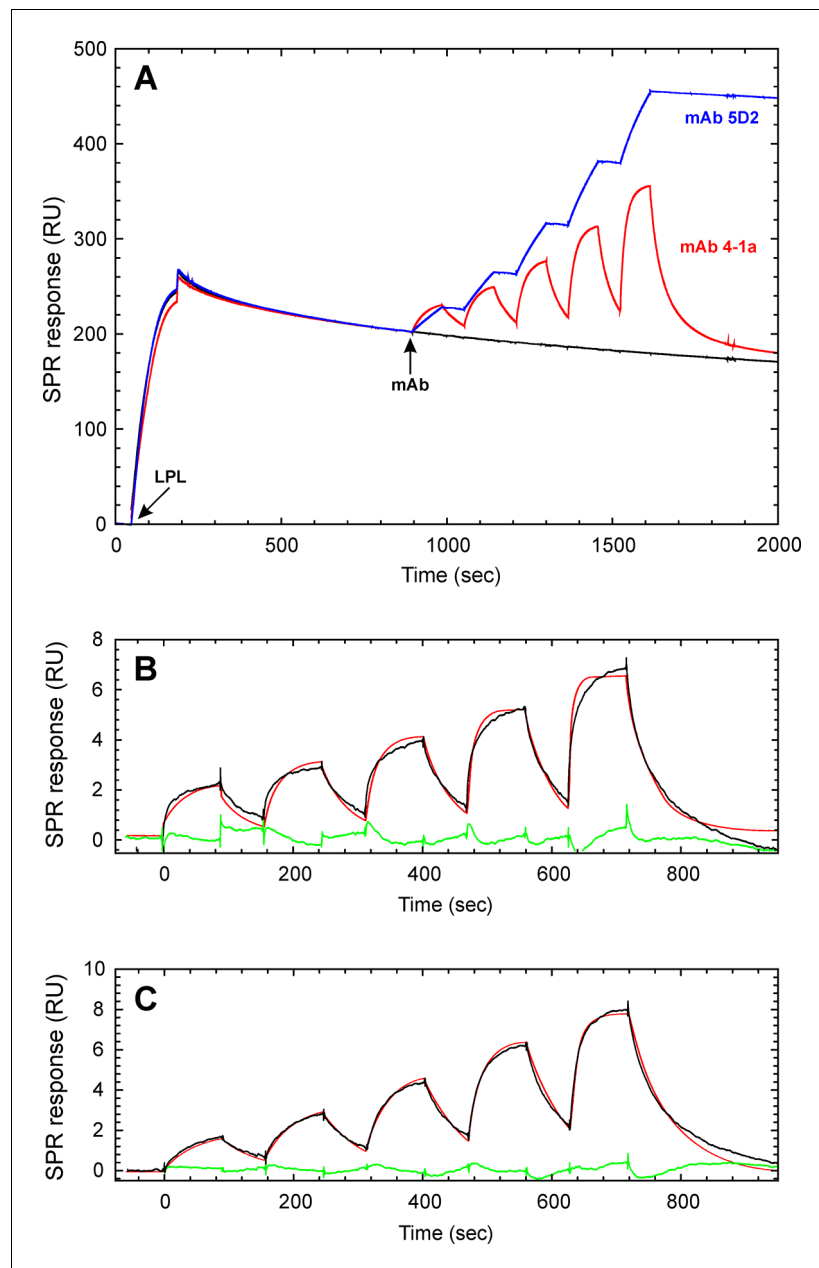 A
SPR response (RU)
500
400
300
200
100
0
mAb 5D2
mAb 4-1a
mAb
LPL
0 500 1000 1500 2000
Time (sec)
B
SPR response (RU)
8
6
4
2
0
0 200 400 600 800
Time (sec)
C
SPR response (RU)
10
8
6
4
2
0
0 200 400 600 800
Time (sec)